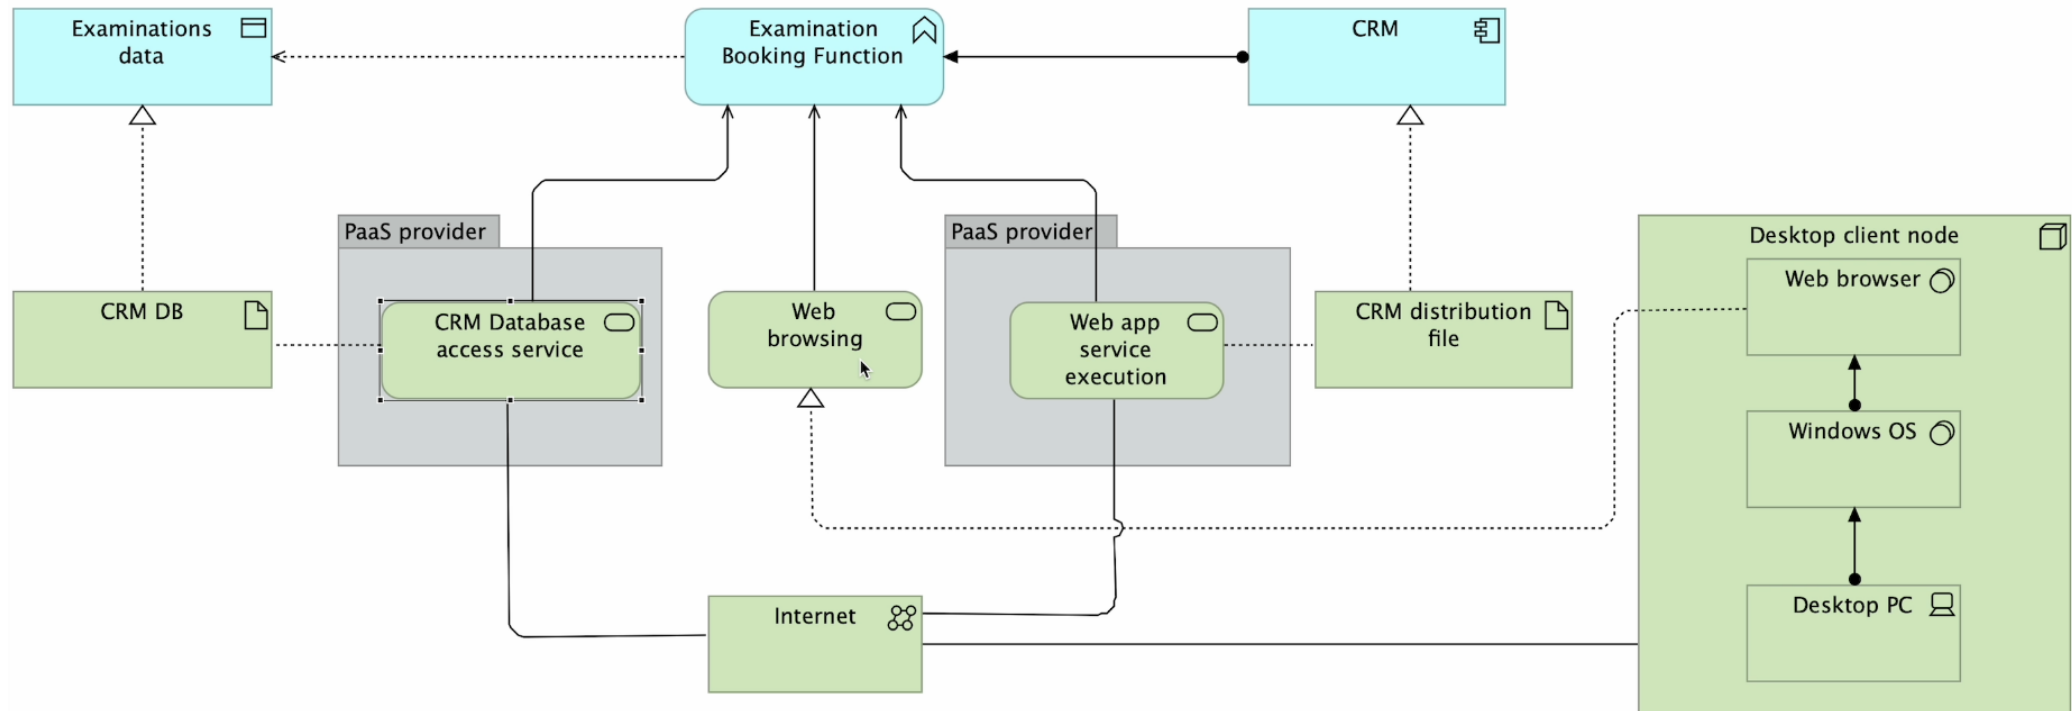 Examinations
data
Examination
Booking Function
CRM
PaaS provider
PaaS provider
Desktop client node
Web browser
CRM DB
CRM Database
access service
Web
browsing
Web app
service
execution
CRM distribution
file
Windows OS
Internet
Desktop PC